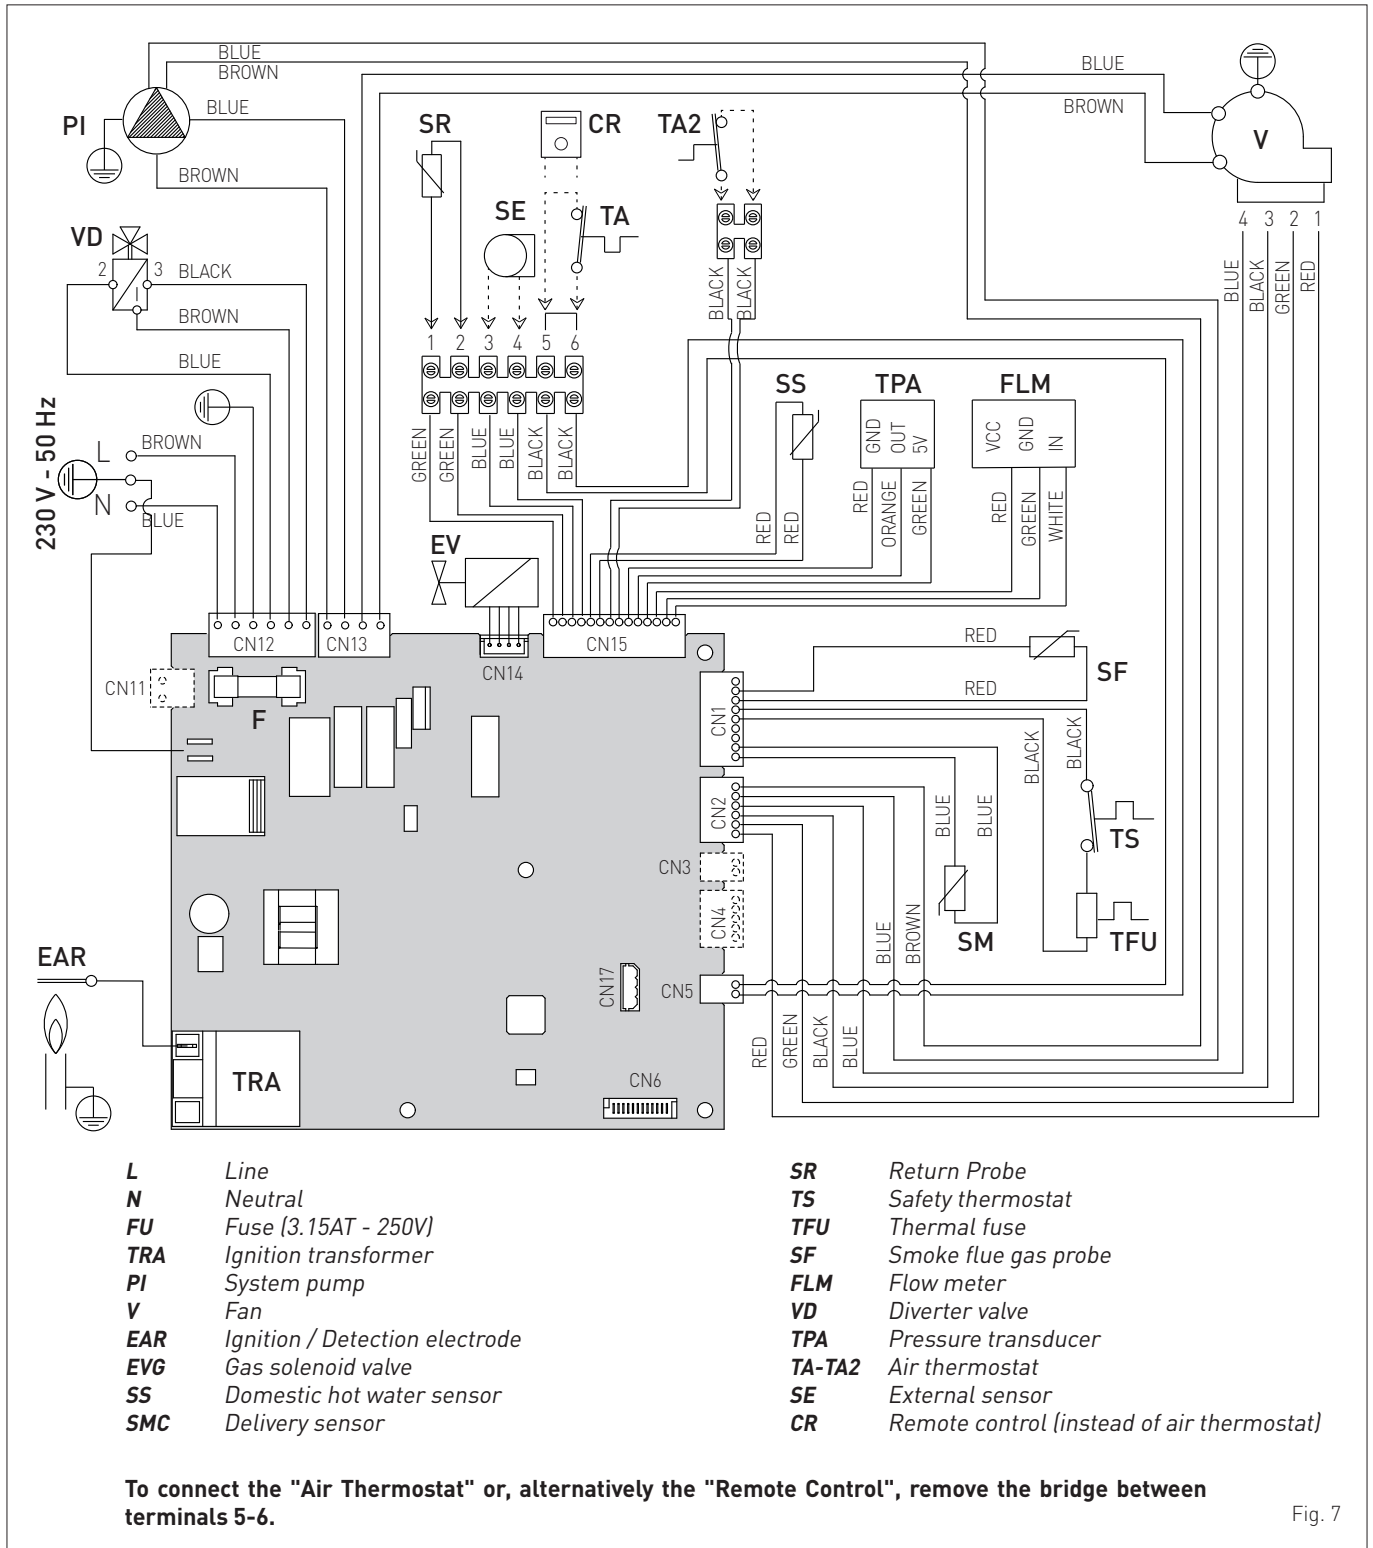 BLUE
BROWN
BLUE
BLUE
BROWN
PI
BLUE
BROWN
SR
CR
TA2
V
SE
TA
4 3 2 1
VD
2 3
BLACK
BROWN
BLUE
BLACK
BLACK
BLUE
BLACK
GREEN
RED
1 2 3 4 5 6
SS
TPA
FLM
230 V - 50 Hz
L
BROWN
N
BLUE
GREEN
GREEN
BLUE
BLUE
BLACK
BLACK
GND
OUT
5V
VCC
GND
IN
RED
RED
RED
ORANGE
GREEN
RED
GREEN
WHITE
EV
CN12
CN13
CN14
CN15
CN11
F
CN1
RED
RED
SF
BLACK
BLACK
CN2
BLUE
BLUE
TS
CN3
CN4
SM
TFU
BLUE
BROWN
EAR
CN17
CN5
RED
GREEN
BLACK
BLUE
TRA
CN6
L Line
N Neutral
FU Fuse (3.15AT - 250V)
TRA Ignition transformer
PI System pump
V Fan
EAR Ignition / Detection electrode
EVG Gas solenoid valve
SS Domestic hot water sensor
SMC Delivery sensor
SR Return Probe
TS Safety thermostat
TFU Thermal fuse
SF Smoke flue gas probe
FLM Flow meter
VD Diverter valve
TPA Pressure transducer
TA-TA2 Air thermostat
SE External sensor
CR Remote control (instead of air thermostat)
To connect the "Air Thermostat" or, alternatively the "Remote Control", remove the bridge between
terminals 5-6.
Fig. 7